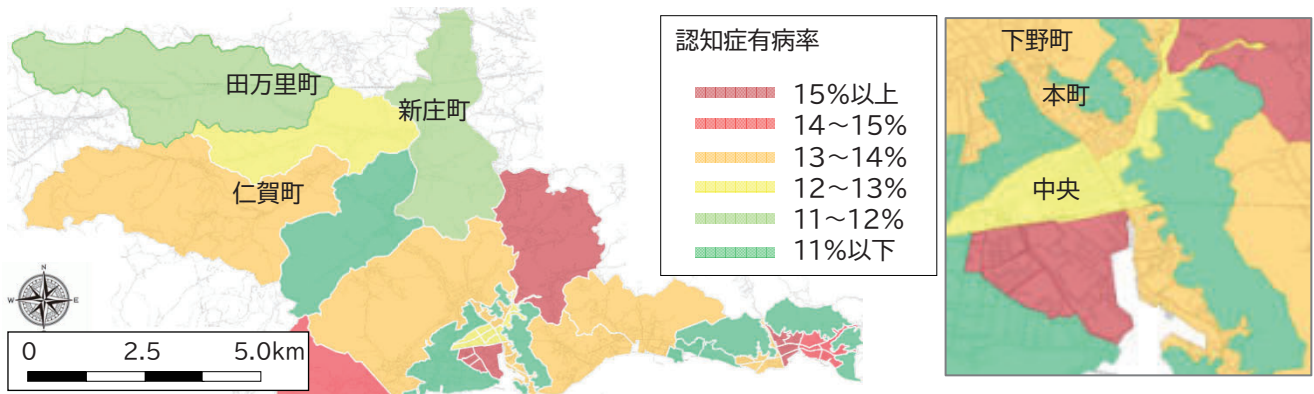 田万里町
新庄町
仁賀町
N
W
E
S
0 2.5 5.0km
認知症有病率
15%以上
14～15%
13～14%
12～13%
11～12%
11%以下
下野町
本町
中央